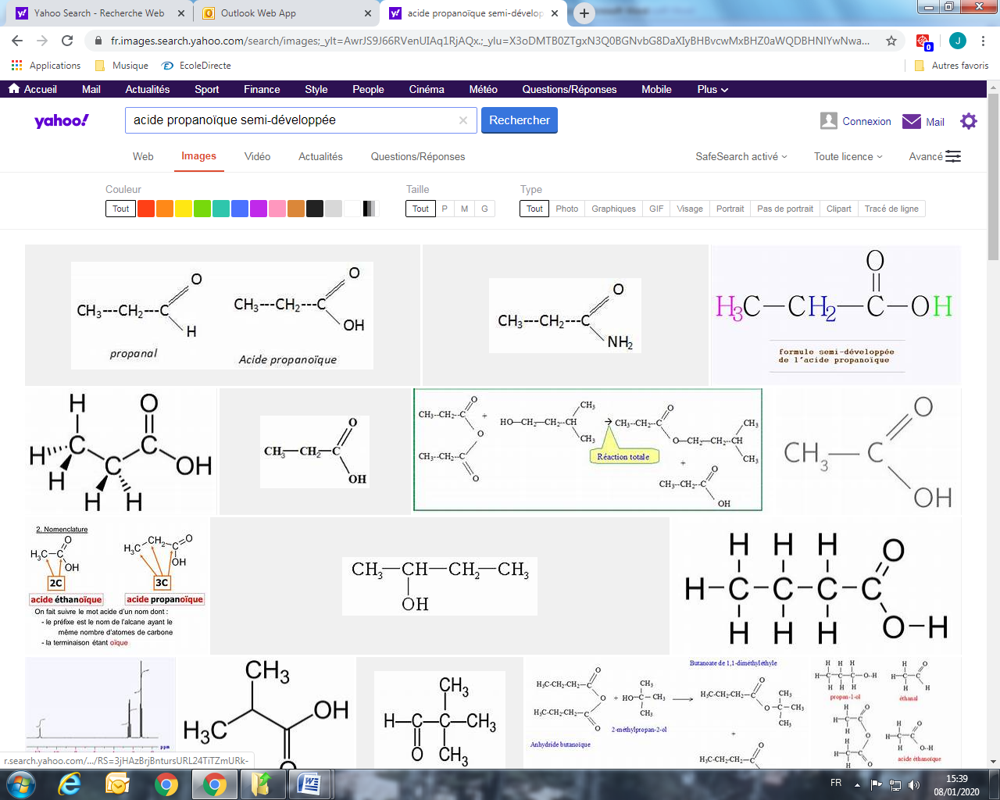 Yahoo Search - Recherche Web
Outlook Web App
acide propanoïque semi-dévelop
fr.images.search.yahoo.com/search/images;_ylt=AwrJS9J66RVenUIAq1RjAQx.;_ylu=X3oDMTB0ZTgxN3Q0BGNvbG8DaXIyBHBvcwMxBHZ0aWQDBHNlYwNwa...
J
0
Applications
Musique
EcoleDirecte
Autres favoris
Accueil Mail Actualités Sport Finance Style People Cinéma Météo Questions/Réponses Mobile Plus
yahoo!
acide propanoïque semi-développée
Rechercher
Connexion
Mail
Web Images Vidéo Actualités Questions/Réponses
SafeSearch activé Toute licence Avancé
Couleur Taille Type
Tout
Tout P M G
Tout Photo Graphiques GIF Visage Portrait Pas de portrait Clipart Tracé de ligne
O
CH3---CH2---C
H
propanal
O
CH3---CH2---C
OH
Acide propanoïque
O
CH3---CH2---C
NH2
O
H3C—CH2—C—OH
formule semi-développée
de l'acide propanoïque
H O
H C C
H C OH
H H
O
CH3—CH2—C
OH
O
CH3--CH2--C
O
CH3--CH2--C
O
+
CH3
HO—CH2--CH2--CH
CH3
Réaction totale
O
CH3--CH2--C
CH3
O—CH2--CH2--CH
CH3
+
O
CH3--CH2--C
OH
O
CH3—C
OH
2. Nomenclature
O
H3C—C
OH
2C
acide éthanoïque
CH2 O
H3C C
OH
3C
acide propanoïque
On fait suivre le mot acide d'un nom dont :
- le préfixe est le nom de l'alcane ayant le
même nombre d'atomes de carbone
- la terminaison étant oïque
CH3—CH—CH2—CH3
OH
H H H O
H—C—C—C—C
H H H O—H
ppm
CH3
OH
H3C
O
CH3
H—C—C—CH3
O CH3
Butanoate de 1,1-diméthyléthyle
O
H3C-CH2-CH2-C
O
H3C-CH2-CH2-C
O
Anhydride butanoïque
+
CH3
HO—C—CH3
CH3
2-méthylpropan-2-ol
O
H3C-CH2-CH2-C
CH3
O—C—CH3
CH3
+
O
H3C-CH2-CH2-C
H H H
H-C-C-C-O-H
H H H
propan-1-ol
H O
H-C-C
H H
éthanal
H O
H-C-C
H
O
H
H-C-C
H O
H O
H-C-C
H O-H
acide éthanoïque
r.search.yahoo.com/.../RS=3jHAzBrjBntursURL24TiTZmURk-
FR
15:39
08/01/2020